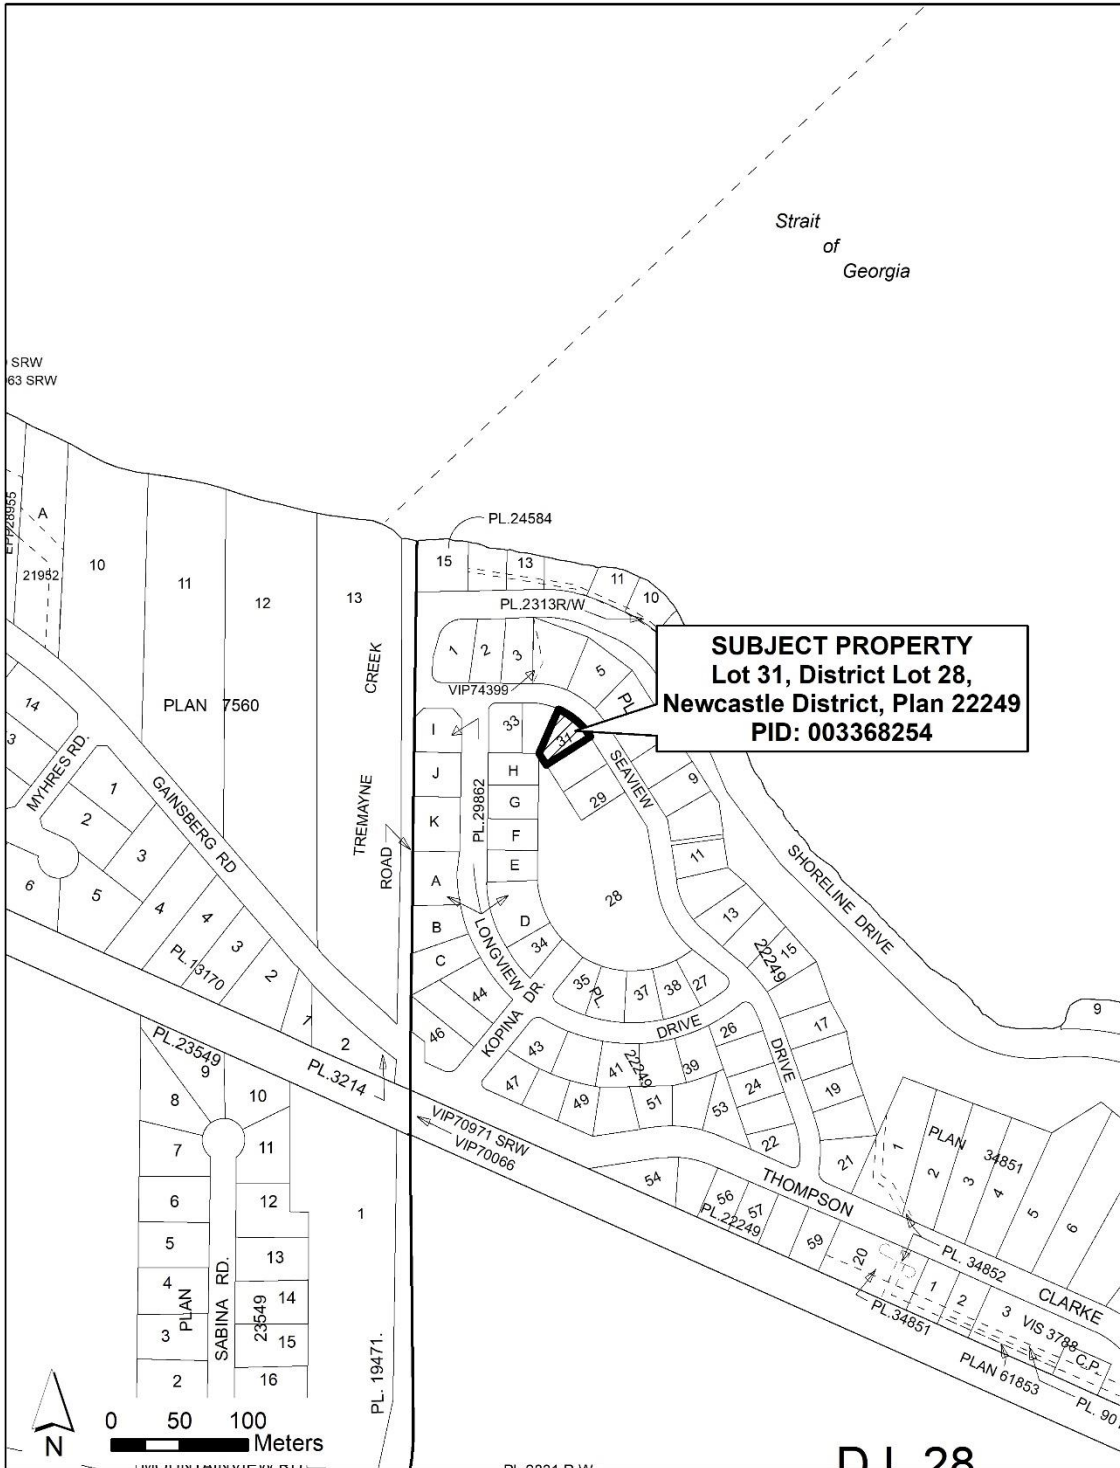 Strait
of
Georgia
SRW
63 SRW
PL.24584
15
13
11
10
A
21952
10
11
12
13
PL.2313R/W
SUBJECT PROPERTY
Lot 31, District Lot 28,
Newcastle District, Plan 22249
PID: 003368254
1
2
3
5
CREEK
VIP74399
PL
PLAN 7560
14
3
MYHRES RD.
I
33
31
SEAVIEW
J
H
29
9
G
PL.29862
1
GAINSBERG RD
TREMAYNE
ROAD
K
F
2
3
E
11
SHORELINE DRIVE
6
5
4
4
3
2
PL.13170
A
28
B
D
13
15
22249
C
34
LONGVIEW
44
KOPINA DR.
35
PL.
37
38
27
9
7
2
46
43
DRIVE
26
DRIVE
17
PL.23549
9
PL.3214
41
22249
39
10
47
49
51
53
24
19
8
7
11
VIP70971 SRW
VIP70066
22
21
1
PLAN 34851
2
3
4
5
6
54
THOMPSON
6
12
1
56
57
PL.22249
59
20
PL. 34852
5
13
SABINA RD.
4
PLAN
14
23549
3
15
PL.34851
1
2
3
VIS 3788
CLARKE
C.P.
2
16
PL. 19471.
PLAN 61853
PL. 90
0 50 100
Meters
N
D.L. 28